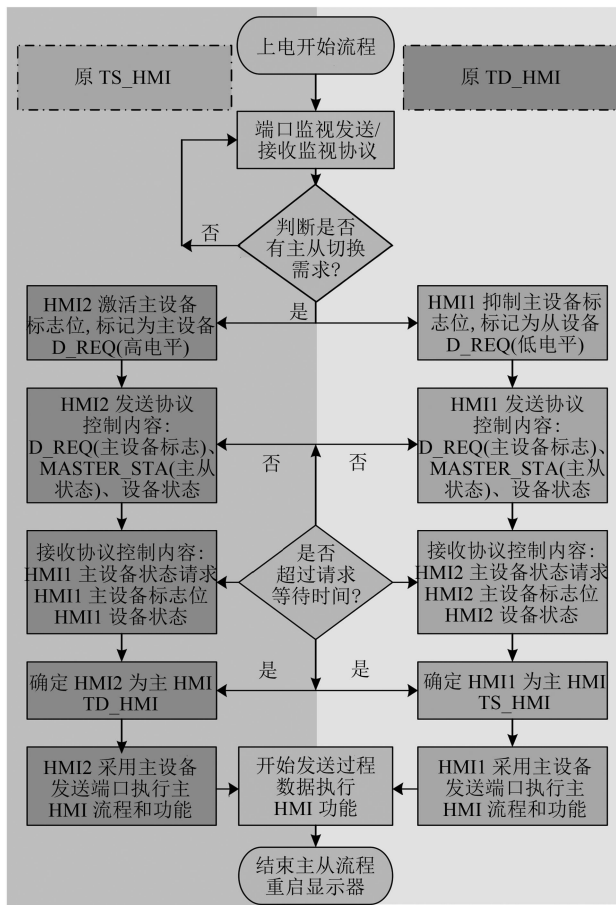 上电开始流程
原 TS_HMI
原 TD_HMI
端口监视发送/
接收监视协议
判断是否
有主从切换
需求?
否
是
HMI2 激活主设备
标志位, 标记为主设备
D_REQ(高电平)
HMI1 抑制主设备标
志位, 标记为从设备
D_REQ(低电平)
HMI2 发送协议
控制内容:
D_REQ(主设备标志)、
MASTER_STA(主从
状态)、设备状态
HMI1 发送协议
控制内容:
D_REQ(主设备标志)、
MASTER_STA(主从
状态)、设备状态
否
否
接收协议控制内容:
HMI1 主设备状态请求
HMI1 主设备标志位
HMI1 设备状态
是否
超过请求
等待时间?
接收协议控制内容:
HMI2 主设备状态请求
HMI2 主设备标志位
HMI2 设备状态
是
是
确定 HMI2 为主 HMI
TD_HMI
确定 HMI1 为主 HMI
TS_HMI
HMI2 采用主设备
发送端口执行主
HMI 流程和功能
开始发送过程
数据执行
HMI 功能
HMI1 采用主设备
发送端口执行主
HMI 流程和功能
结束主从流程
重启显示器